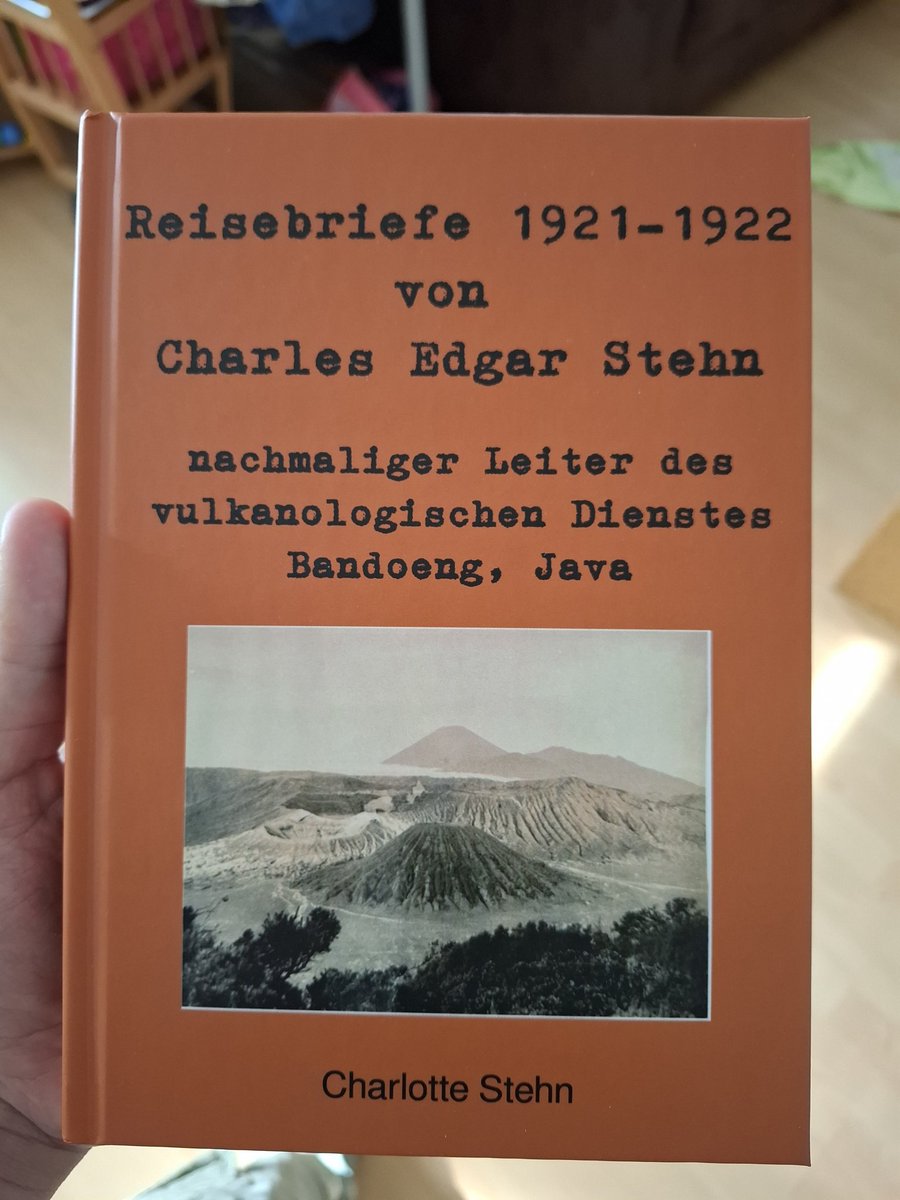 Reisebriefe 1921-1922
von
Charles Edgar Stehn
nachmaliger Leiter des
vulkanologischen Dienstes
Bandoeng, Java
Charlotte Stehn